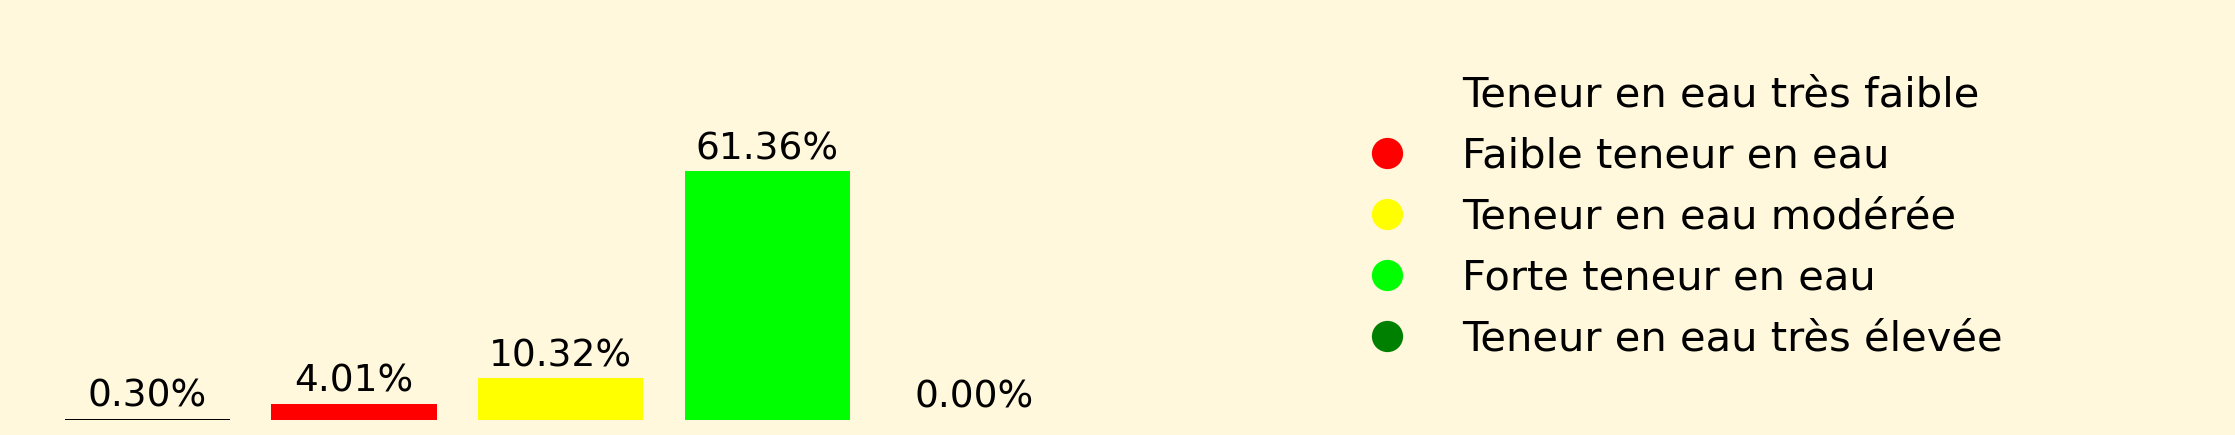 0.30%
4.01%
10.32%
61.36%
0.00%
Teneur en eau très faible
Faible teneur en eau
Teneur en eau modérée
Forte teneur en eau
Teneur en eau très élevée